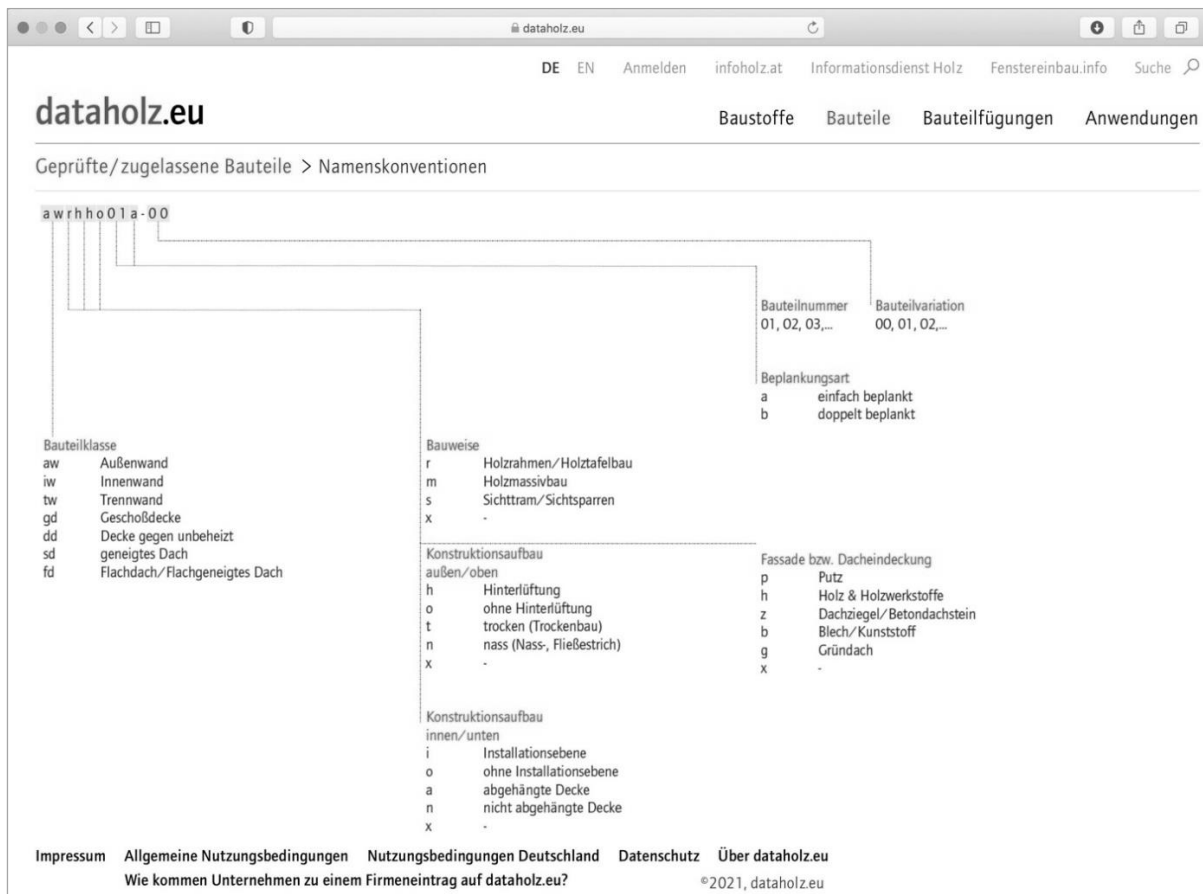 dataholz.eu
DE EN Anmelden infoholz.at Informationsdienst Holz Fenstereinbau.info Suche
dataholz.eu
Baustoffe Bauteile Bauteilfügungen Anwendungen
Geprüfte/zugelassene Bauteile > Namenskonventionen
awrhho01a-00
Bauteilnummer
01, 02, 03,...
Bauteilvariation
00, 01, 02,...
Beplankungsart
a einfach beplankt
b doppelt beplankt
Bauteilklasse
aw Außenwand
iw Innenwand
tw Trennwand
gd Geschoßdecke
dd Decke gegen unbeheizt
sd geneigtes Dach
fd Flachdach/Flachgeneigtes Dach
Bauweise
r Holzrahmen/Holztafelbau
m Holzmassivbau
s Sichttram/Sichtsparren
x -
Konstruktionsaufbau
außen/oben
h Hinterlüftung
o ohne Hinterlüftung
t trocken (Trockenbau)
n nass (Nass-, Fließestrich)
x -
Fassade bzw. Dacheindeckung
p Putz
h Holz & Holzwerkstoffe
z Dachziegel/Betondachstein
b Blech/Kunststoff
g Gründach
x -
Konstruktionsaufbau
innen/unten
i Installationsebene
o ohne Installationsebene
a abgehängte Decke
n nicht abgehängte Decke
x -
Impressum Allgemeine Nutzungsbedingungen Nutzungsbedingungen Deutschland Datenschutz Über dataholz.eu
Wie kommen Unternehmen zu einem Firmeneintrag auf dataholz.eu? ©2021, dataholz.eu